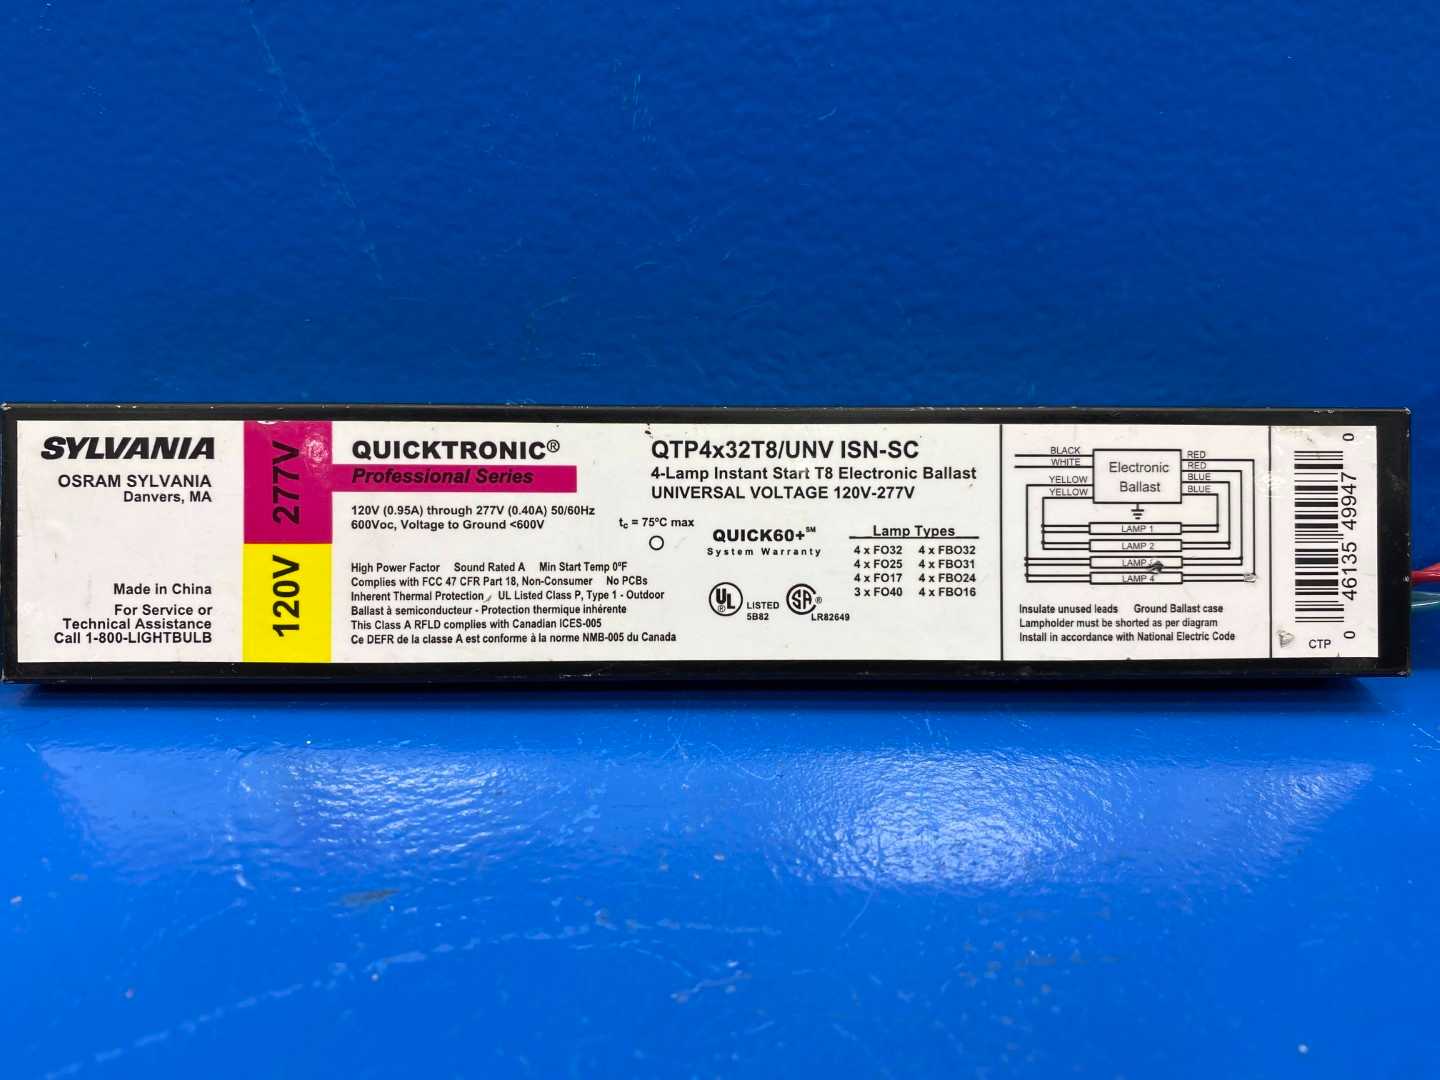 SYLVANIA
OSRAM SYLVANIA
Danvers, MA
Made in China
For Service or
Technical Assistance
Call 1-800-LIGHTBULB
277V
120V
QUICKTRONIC®
Professional Series
120V (0.95A) through 277V (0.40A) 50/60Hz
600Voc, Voltage to Ground <600V
High Power Factor Sound Rated A Min Start Temp 0ºF
Complies with FCC 47 CFR Part 18, Non-Consumer No PCBs
Inherent Thermal Protection, UL Listed Class P, Type 1 - Outdoor
Ballast à semiconducteur - Protection thermique inhérente
This Class A RFLD complies with Canadian ICES-005
Ce DEFR de la classe A est conforme à la norme NMB-005 du Canada
QTP4x32T8/UNV ISN-SC
4-Lamp Instant Start T8 Electronic Ballast
UNIVERSAL VOLTAGE 120V-277V
tc = 75ºC max
QUICK60+SM
System Warranty
Lamp Types
4 x FO32 4 x FBO32
4 x FO25 4 x FBO31
4 x FO17 4 x FBO24
3 x FO40 4 x FBO16
UL
LISTED
5B82
SA®
LR82649
BLACK
WHITE
YELLOW
YELLOW
Electronic
Ballast
RED
RED
BLUE
BLUE
LAMP 1
LAMP 2
LAMP
LAMP 4
Insulate unused leads Ground Ballast case
Lampholder must be shorted as per diagram
Install in accordance with National Electric Code
0 46135 49947 0
CTP